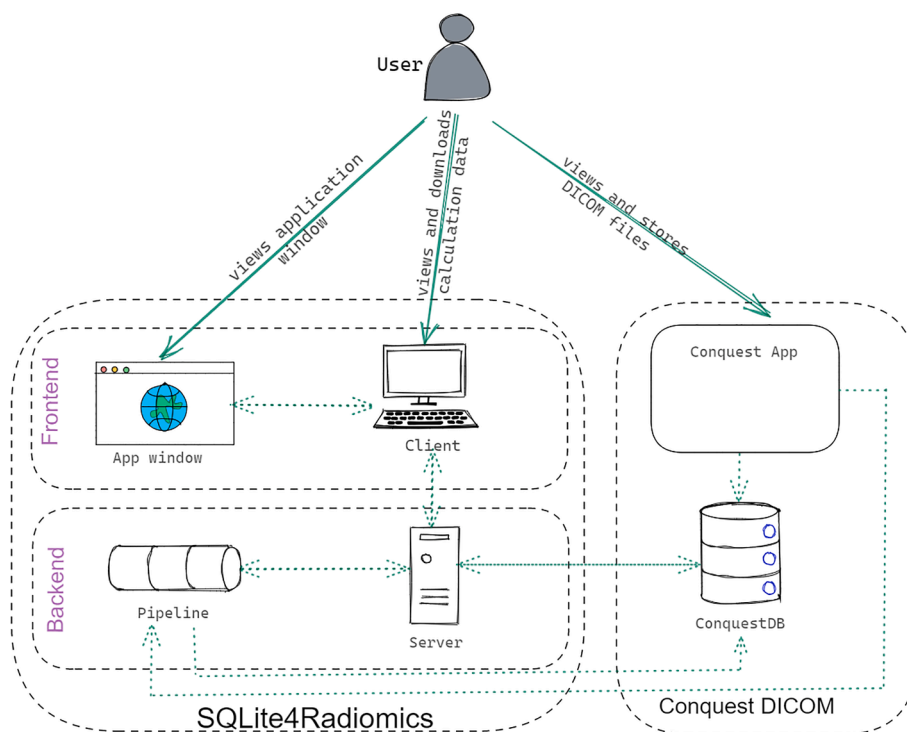 User
views application
window
views and downloads
calculation data
views and stores
DICOM files
Frontend
App window
Client
Conquest App
Backend
Pipeline
Server
ConquestDB
SQLite4Radiomics
Conquest DICOM